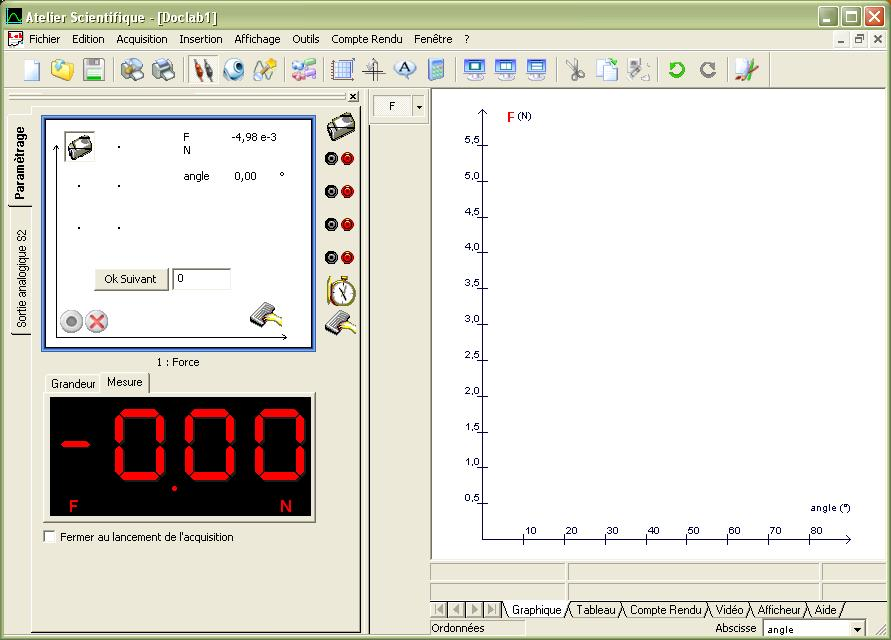 Atelier Scientifique - [Doclab1]
Fichier Edition Acquisition Insertion Affichage Outils Compte Rendu Fenêtre ?
A
Paramètrage
Sortie analogique S2
F -4,98 e-3
N
angle 0,00 °
Ok Suivant 0
1 : Force
Grandeur Mesure
-0.00
F N
Fermer au lancement de l'acquisition
F
F (N)
5,5
5,0
4,5
4,0
3,5
3,0
2,5
2,0
1,5
1,0
0,5
angle (°)
10 20 30 40 50 60 70 80
Graphique Tableau Compte Rendu Vidéo Afficheur Aide
Ordonnées Abscisse angle